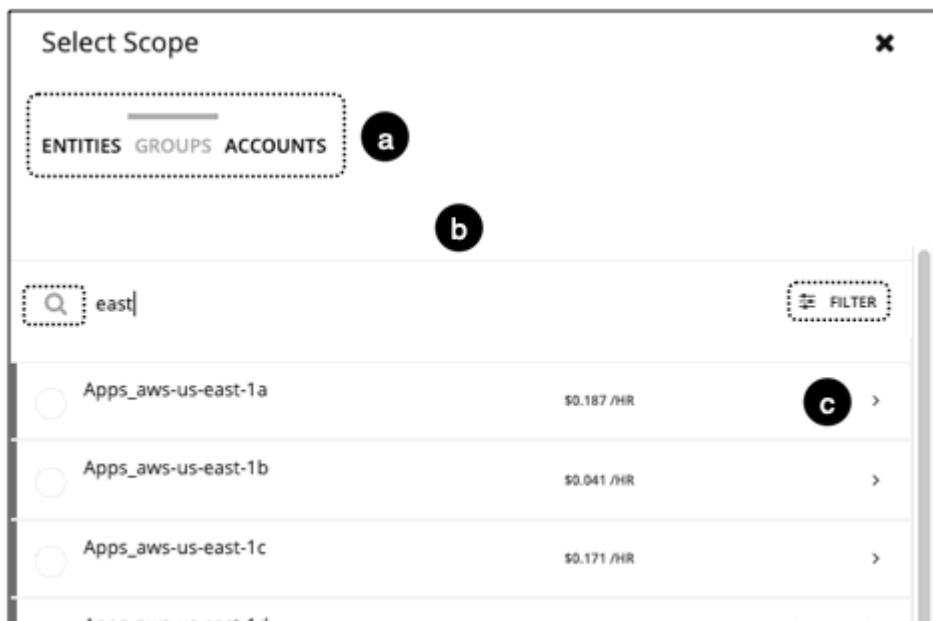 Select Scope
ENTITIES GROUPS ACCOUNTS
a
b
east
FILTER
Apps_aws-us-east-1a
$0.187 /HR
c
Apps_aws-us-east-1b
$0.041 /HR
Apps_aws-us-east-1c
$0.171 /HR